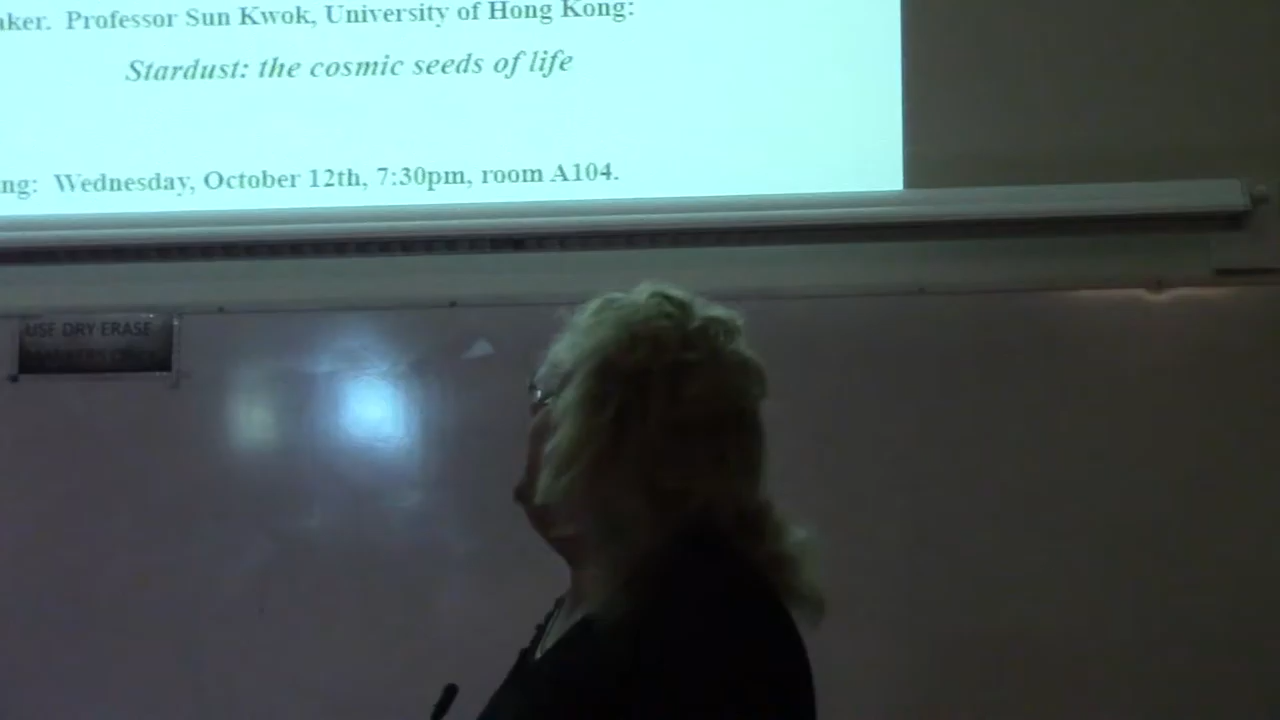 aker. Professor Sun Kwok, University of Hong Kong:
Stardust: the cosmic seeds of life
ng: Wednesday, October 12th, 7:30pm, room A104.
USE DRY ERASE